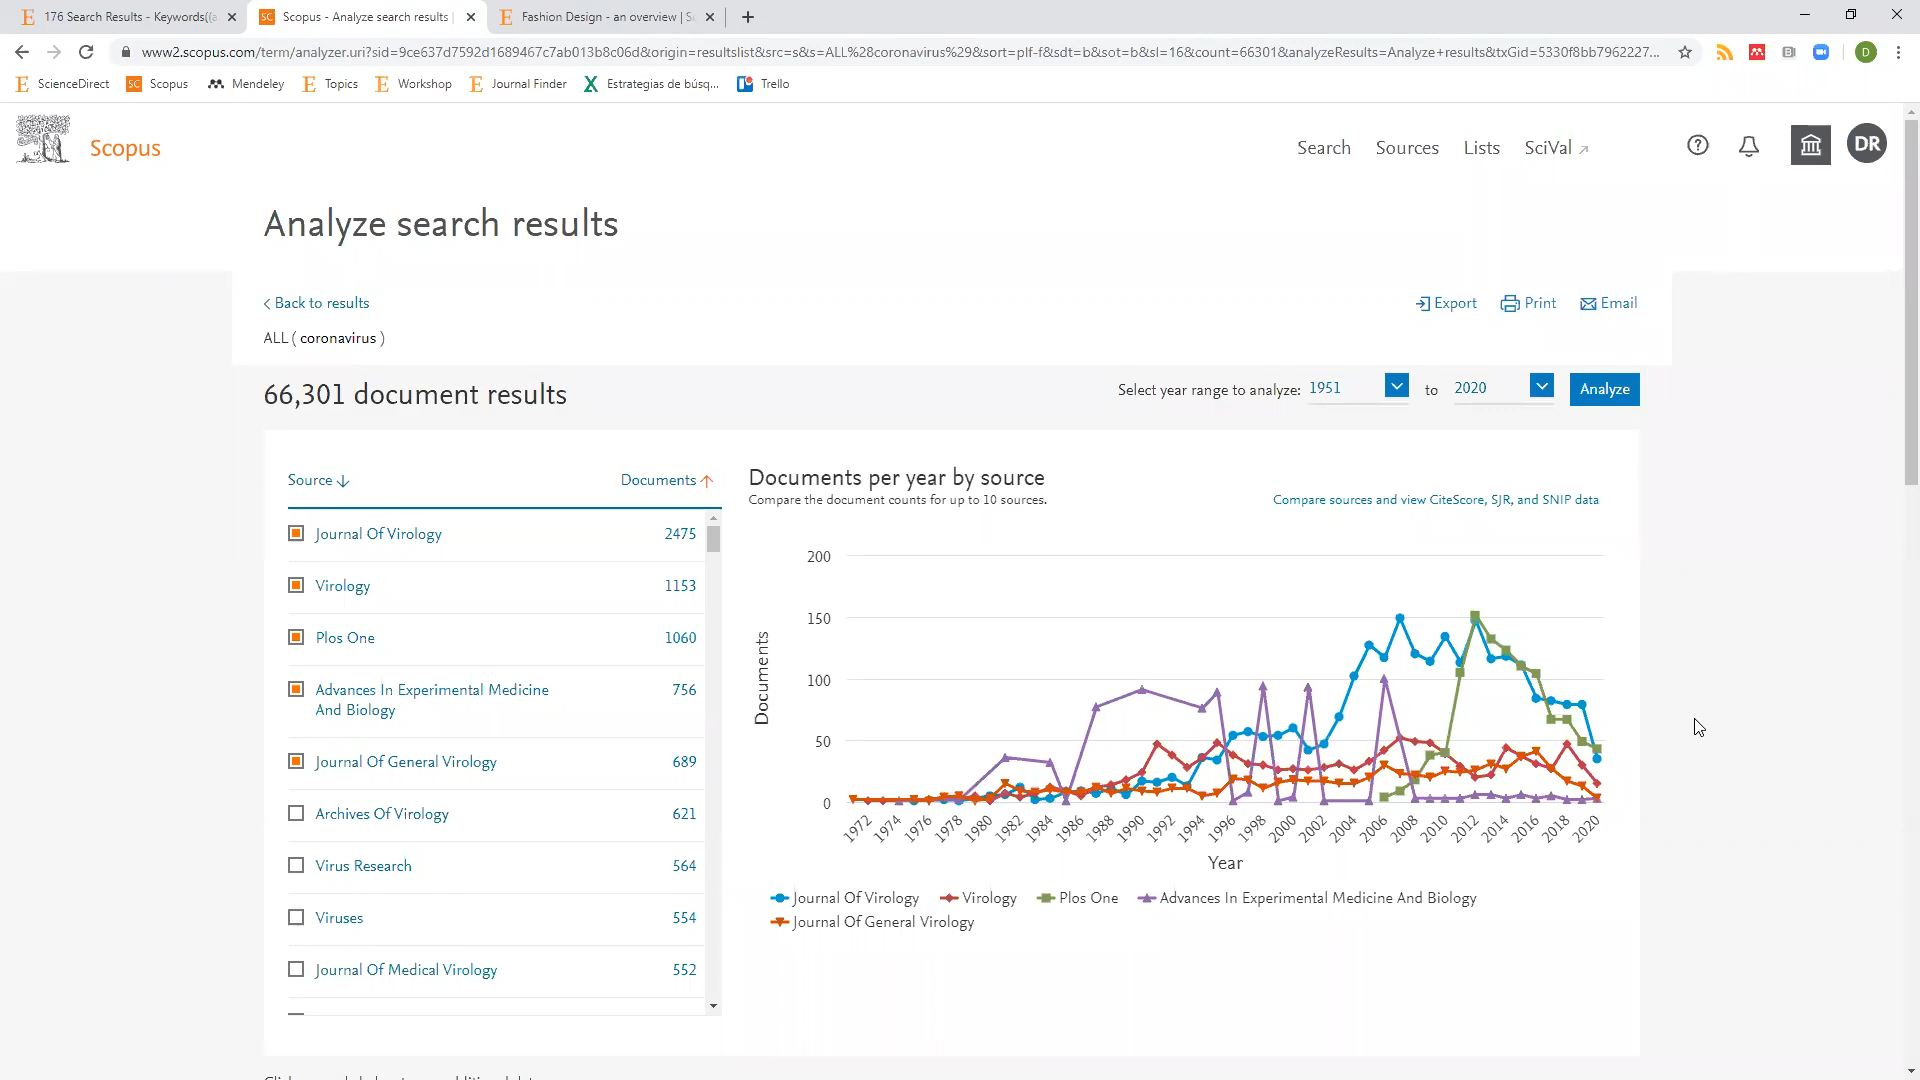 176 Search Results - Keywords((a
Scopus - Analyze search results |
Fashion Design - an overview | S
www2.scopus.com/term/analyzer.uri?sid=9ce637d7592d1689467c7ab013b8c06d&origin=resultslist&src=s&s=ALL%28coronavirus%29&sort=plf-f&sdt=b&sot=b&sl=16&count=66301&analyzeResults=Analyze+results&txGid=5330f8bb7962227...
D
ScienceDirect
SC Scopus
Mendeley
Topics
Workshop
Journal Finder
Estrategias de búsq...
Trello
Scopus
Search Sources Lists SciVal
DR
Analyze search results
Back to results
Export Print Email
ALL ( coronavirus )
66,301 document results
Select year range to analyze: 1951 to 2020 Analyze
Source Documents
Journal Of Virology 2475
Virology 1153
Plos One 1060
Advances In Experimental Medicine 756
And Biology
Journal Of General Virology 689
Archives Of Virology 621
Virus Research 564
Viruses 554
Journal Of Medical Virology 552
Documents per year by source
Compare the document counts for up to 10 sources.
Compare sources and view CiteScore, SJR, and SNIP data
200
150
100
50
0
Documents
1972 1974 1976 1978 1980 1982 1984 1986 1988 1990 1992 1994 1996 1998 2000 2002 2004 2006 2008 2010 2012 2014 2016 2018 2020
Year
Journal Of Virology Virology Plos One Advances In Experimental Medicine And Biology
Journal Of General Virology